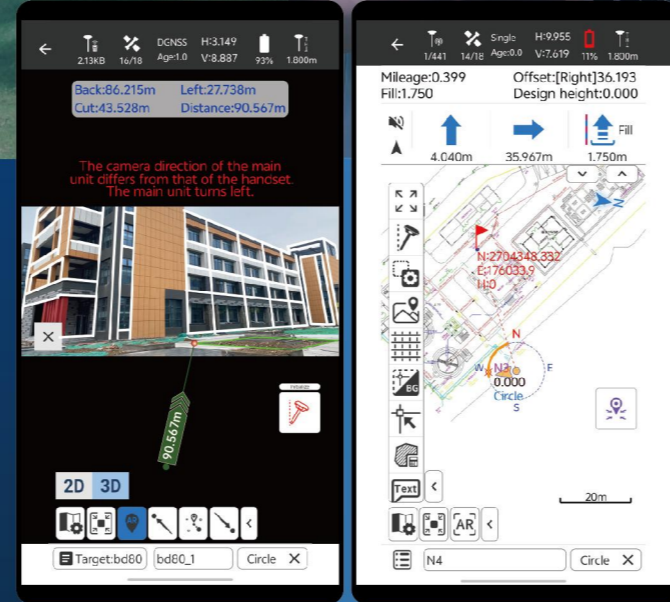 DGNSS H:3.149
2.13KB 16/18 Age:1.0 V:8.887 93% 1.800m
Back:86.215m Left:27.738m
Cut:43.528m Distance:90.567m
The camera direction of the main
unit differs from that of the handset.
The main unit turns left.
90.567m
2D 3D
AR
Target:bd80 bd80_1 Circle
Single H:9.955
1/441 14/18 Age:0.0 V:7.619 11% 1.800m
Mileage:0.399 Offset:[Right]36.193
Fill:1.750 Design height:0.000
Fill
4.040m 35.967m 1.750m
N
N:2704348.332
E:176033.9
H:0
BG
N
W N3 E
0.000
Circle
S
Text
20m
AR
N4 Circle